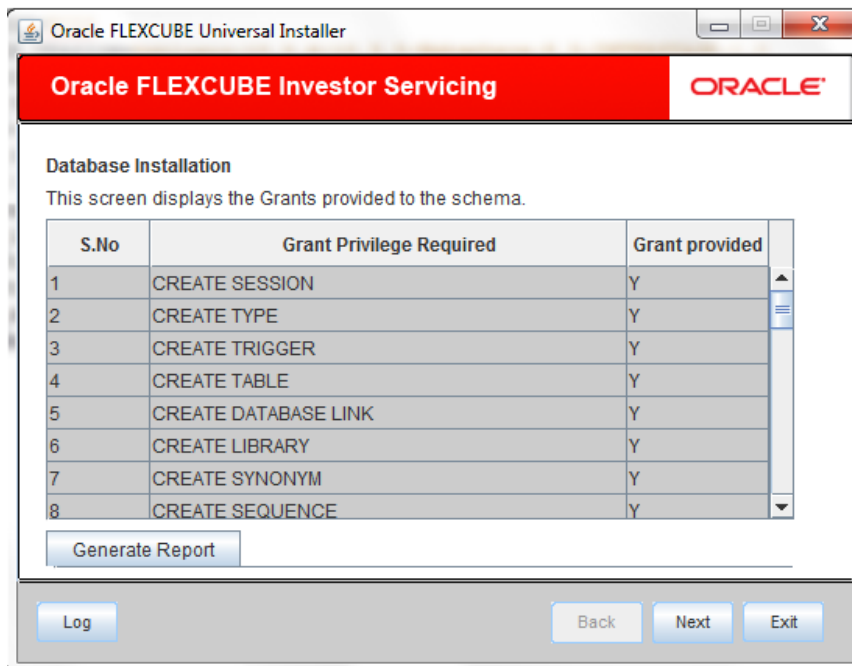 Oracle FLEXCUBE Universal Installer
Oracle FLEXCUBE Investor Servicing
ORACLE
Database Installation
This screen displays the Grants provided to the schema.
S.No Grant Privilege Required Grant provided
1 CREATE SESSION Y
2 CREATE TYPE Y
3 CREATE TRIGGER Y
4 CREATE TABLE Y
5 CREATE DATABASE LINK Y
6 CREATE LIBRARY Y
7 CREATE SYNONYM Y
8 CREATE SEQUENCE Y
Generate Report
Log Back Next Exit